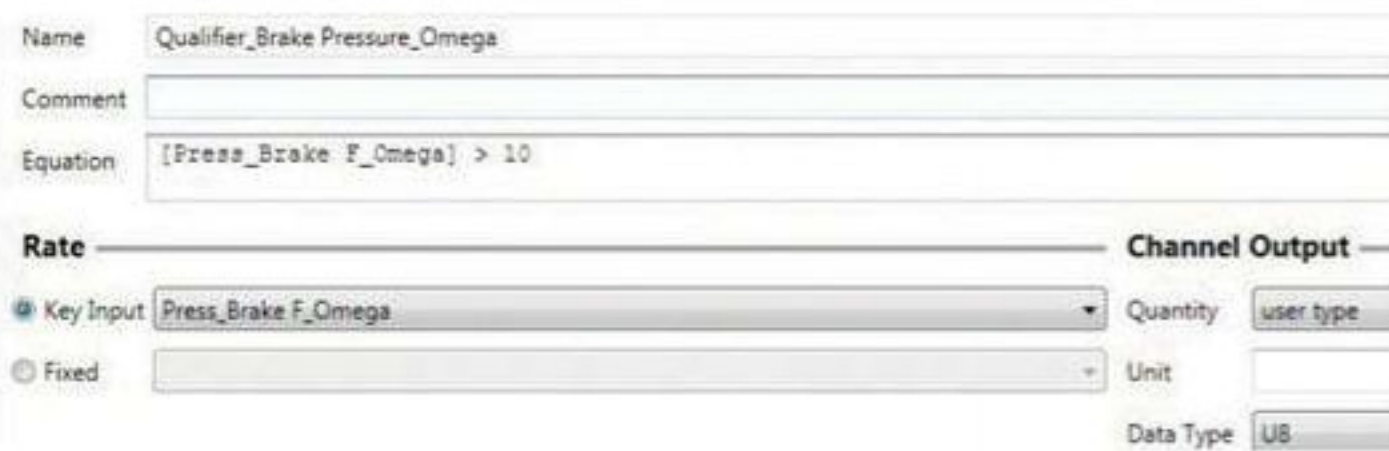 Name Qualifier_Brake Pressure_Omega
Comment
Equation [Press_Brake F_Omega] > 10
Rate Channel Output
Key Input Press_Brake F_Omega Quantity user type
Fixed Unit
Data Type U8